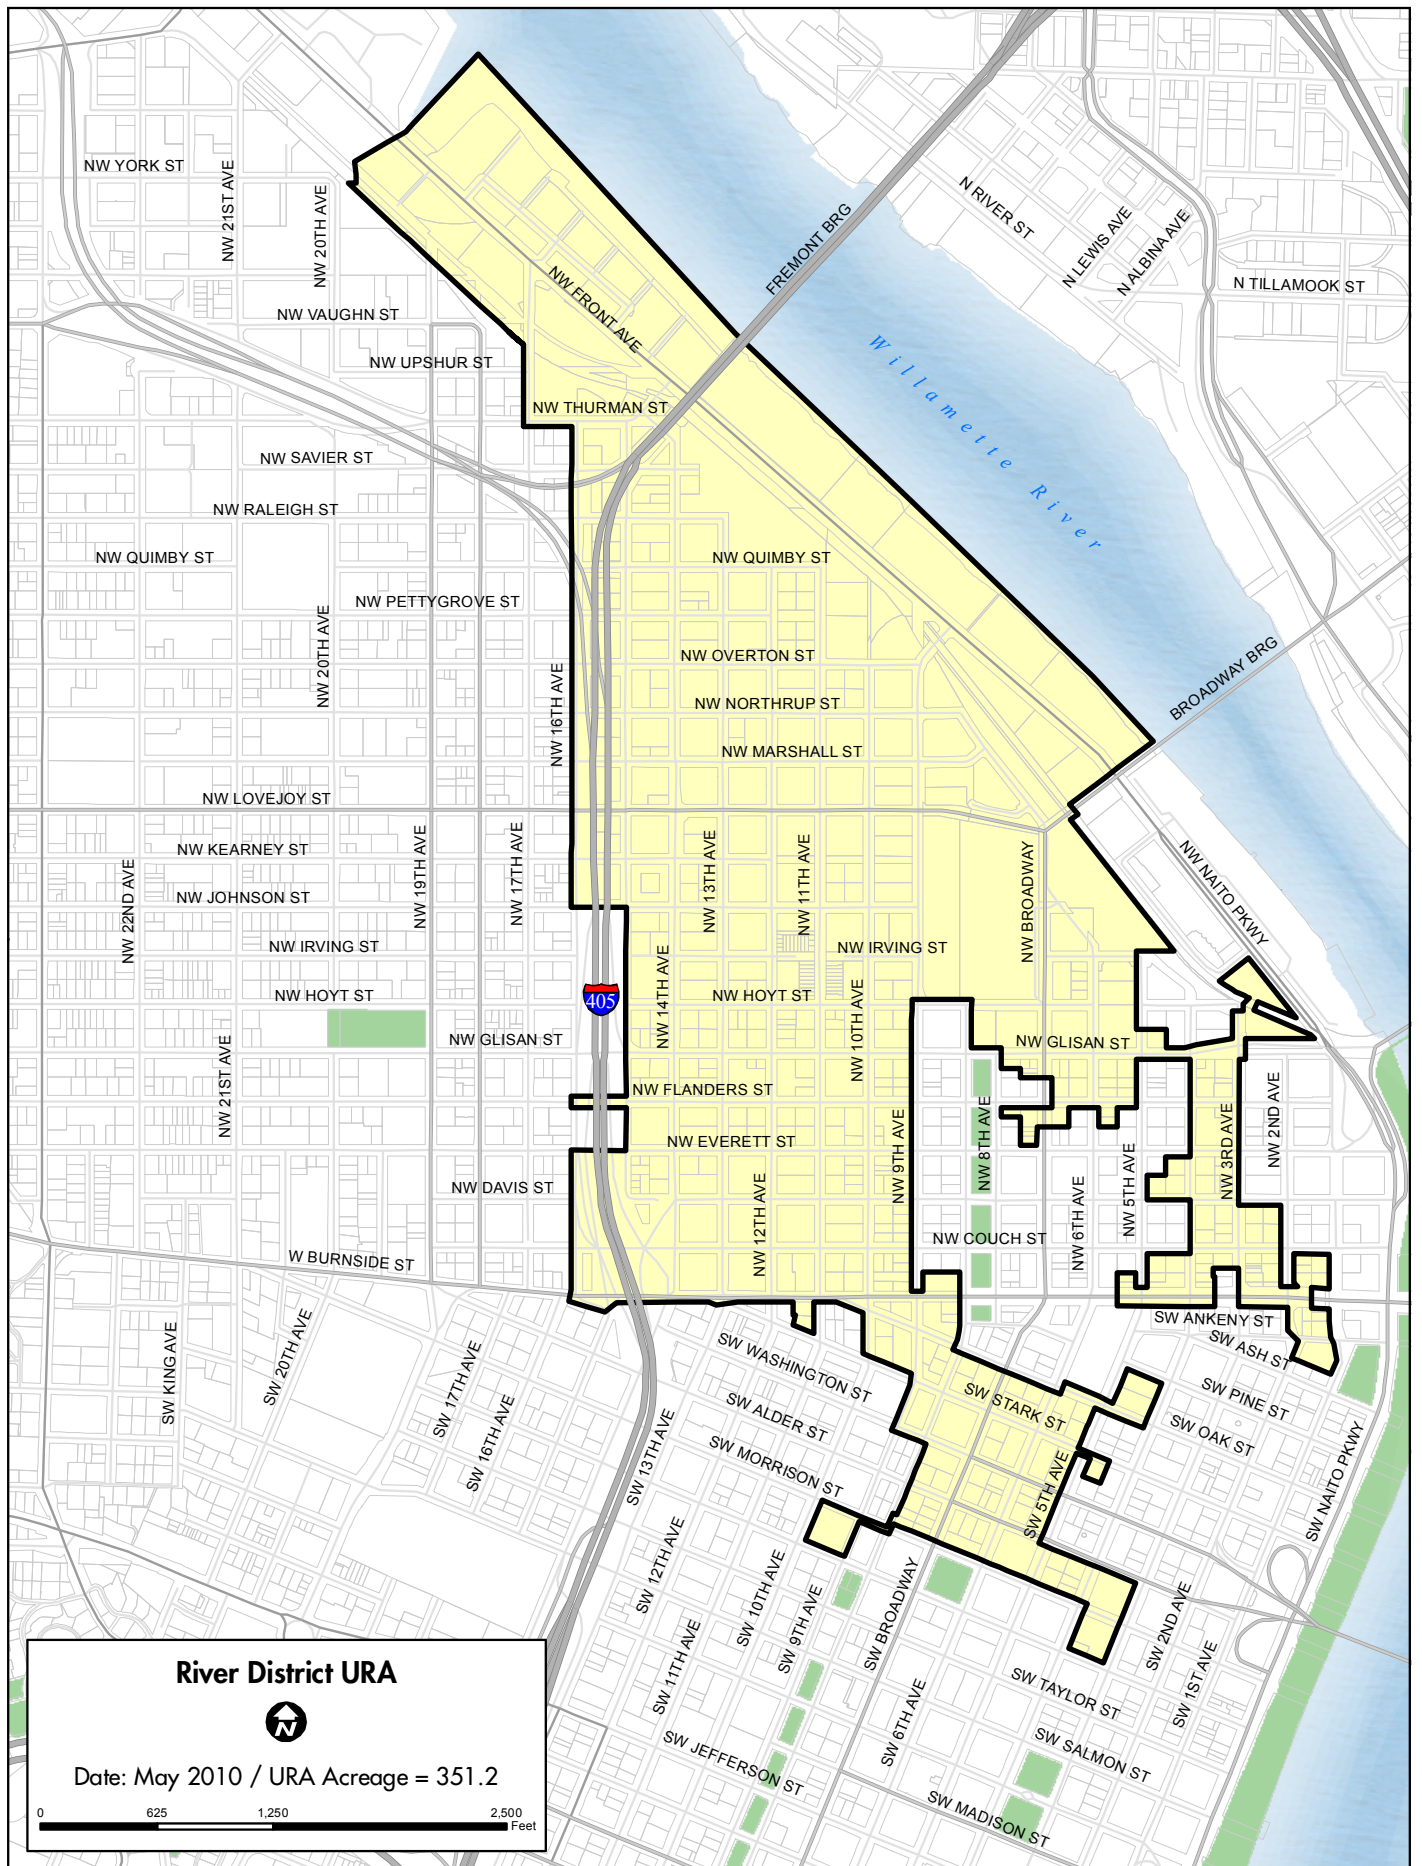 NW YORK ST
NW 21ST AVE
NW 20TH AVE
NW VAUGHN ST
NW UPSHUR ST
NW FRONT AVE
FREMONT BRG
N RIVER ST
N LEWIS AVE
N ALBINA AVE
N TILLAMOOK ST
Willamette River
NW THURMAN ST
NW SAVIER ST
NW RALEIGH ST
NW QUIMBY ST
NW QUIMBY ST
NW PETTYGROVE ST
NW 20TH AVE
NW 16TH AVE
NW OVERTON ST
NW NORTHRUP ST
NW MARSHALL ST
BROADWAY BRG
NW LOVEJOY ST
NW KEARNEY ST
NW JOHNSON ST
NW IRVING ST
NW HOYT ST
NW GLISAN ST
NW 22ND AVE
NW 19TH AVE
NW 17TH AVE
NW 13TH AVE
NW 11TH AVE
NW BROADWAY
NW NAITO PKWY
NW IRVING ST
NW 14TH AVE
405
NW HOYT ST
NW 10TH AVE
NW GLISAN ST
NW 21ST AVE
NW FLANDERS ST
NW EVERETT ST
NW 9TH AVE
NW 8TH AVE
NW 3RD AVE
NW 2ND AVE
NW DAVIS ST
NW 12TH AVE
NW 6TH AVE
NW 5TH AVE
NW COUCH ST
W BURNSIDE ST
SW ANKENY ST
SW ASH ST
SW PINE ST
SW OAK ST
SW KING AVE
SW 20TH AVE
SW 17TH AVE
SW 16TH AVE
SW WASHINGTON ST
SW ALDER ST
SW MORRISON ST
SW STARK ST
SW 13TH AVE
SW 5TH AVE
SW NAITO PKWY
SW 12TH AVE
SW 10TH AVE
SW 9TH AVE
SW BROADWAY
SW 11TH AVE
SW 2ND AVE
SW 1ST AVE
SW TAYLOR ST
SW 6TH AVE
SW SALMON ST
SW JEFFERSON ST
SW MADISON ST
River District URA
N
Date: May 2010 / URA Acreage = 351.2
0 625 1,250 2,500
Feet